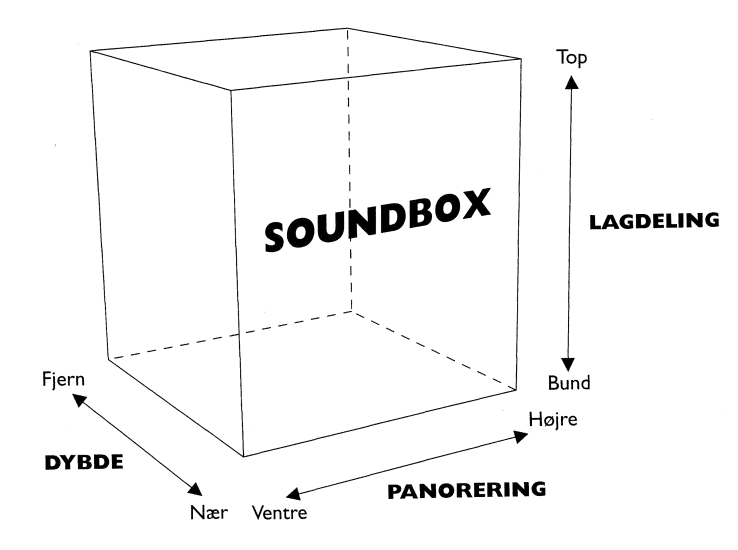 Top
SOUNDBOX
LAGDELING
Fjern
Bund
Højre
DYBDE
PANORERING
Nær
Ventre